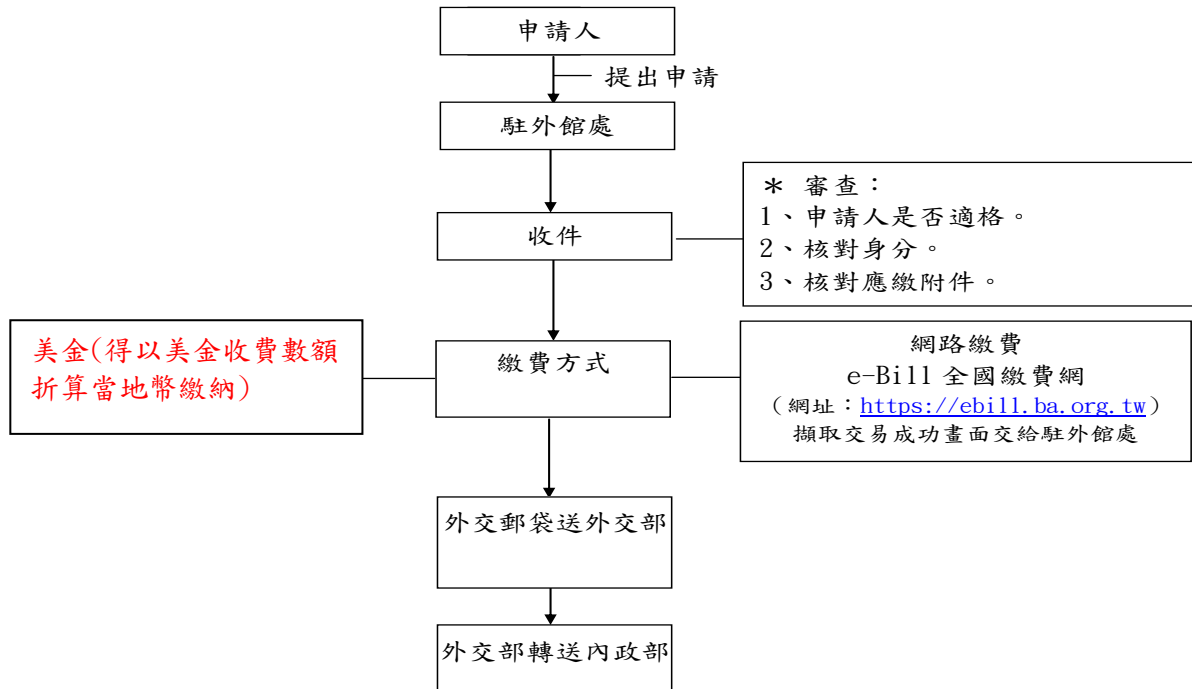 申請人
提出申請
駐外館處
收件
＊ 審查：
1、申請人是否適格。
2、核對身分。
3、核對應繳附件。
美金(得以美金收費數額
折算當地幣繳納)
繳費方式
網路繳費
e-Bill 全國繳費網
（網址：https://ebill.ba.org.tw）
擷取交易成功畫面交給駐外館處
外交郵袋送外交部
外交部轉送內政部